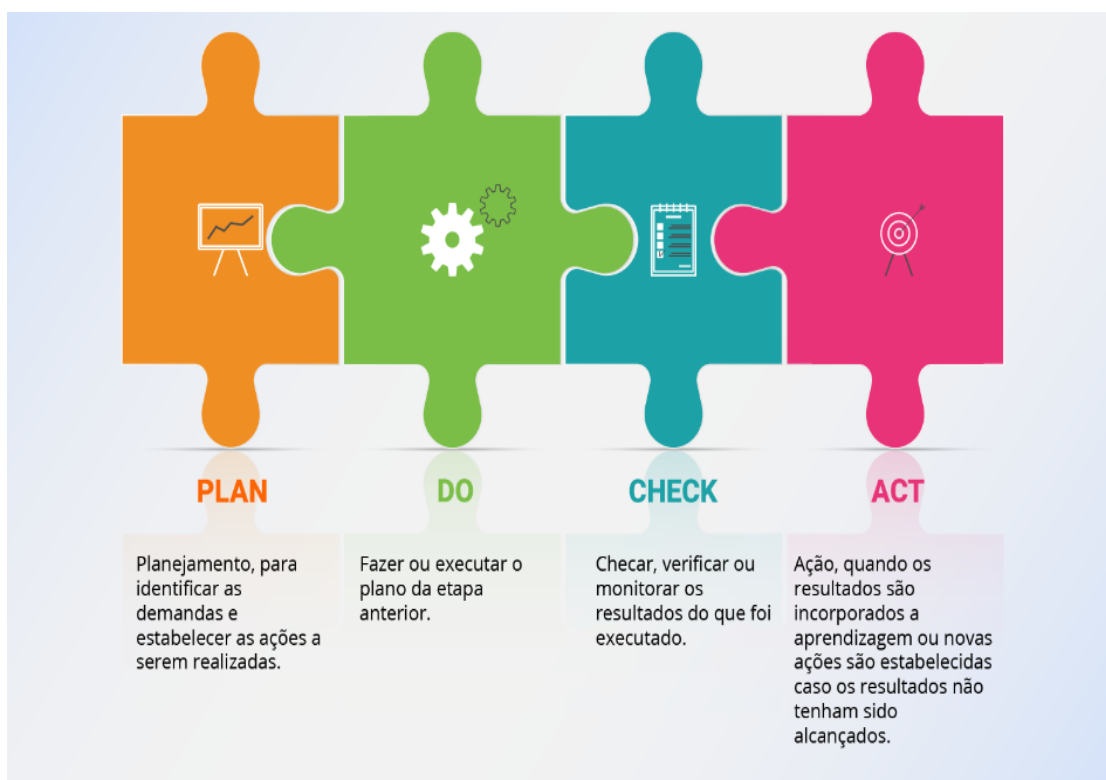 PLAN
Planejamento, para
identificar as
demandas e
estabelecer as ações a
serem realizadas.
DO
Fazer ou executar o
plano da etapa
anterior.
CHECK
Checar, verificar ou
monitorar os
resultados do que foi
executado.
ACT
Ação, quando os
resultados são
incorporados a
aprendizagem ou novas
ações são estabelecidas
caso os resultados não
tenham sido
alcançados.